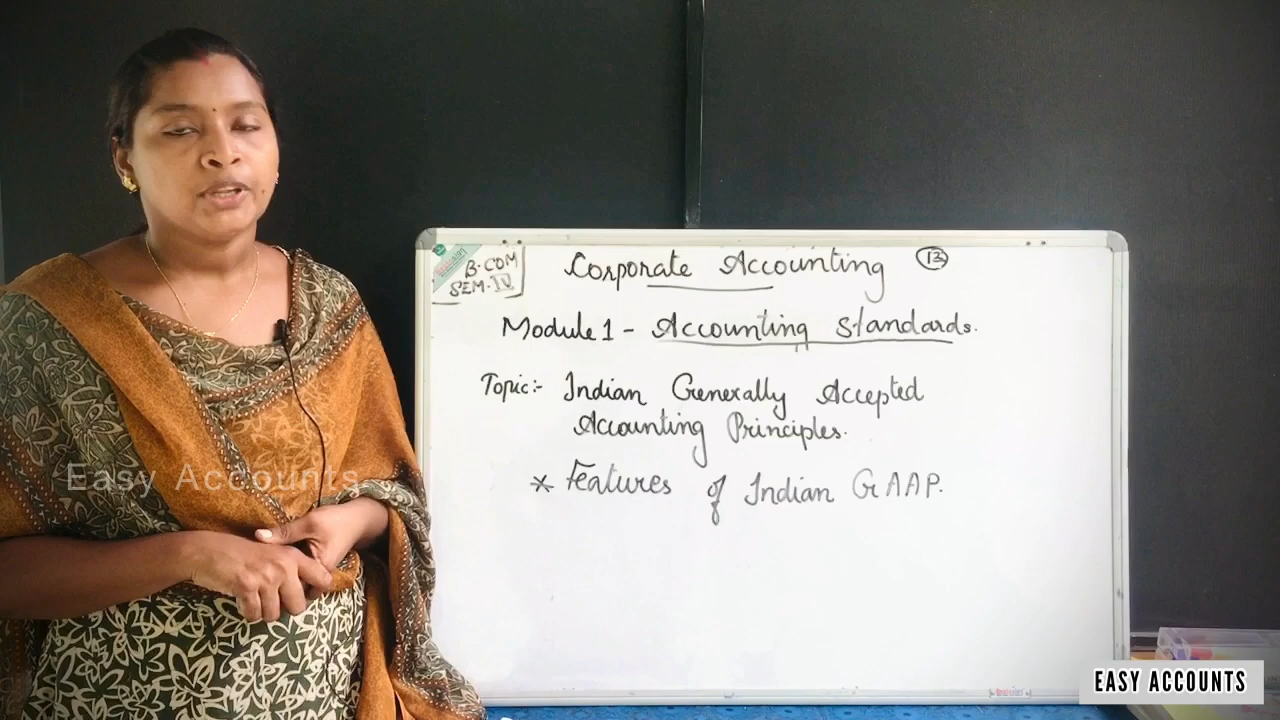 B.COM
SEM-IV
Corporate Accounting 13
Module 1 - Accounting Standards.
Topic:- Indian Generally Accepted
Accounting Principles.
* Features of Indian GAAP.
Easy Accounts
EASY ACCOUNTS